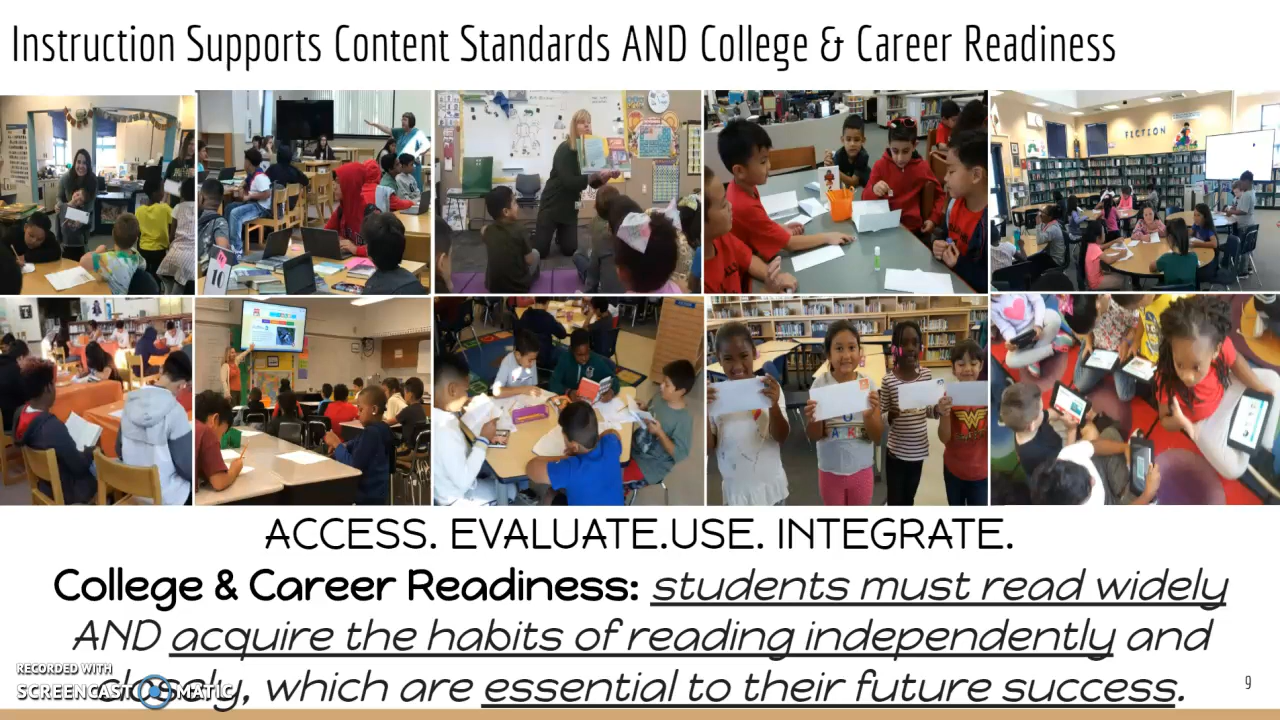 Instruction Supports Content Standards AND College & Career Readiness
FICTION
10
ACCESS. EVALUATE.USE. INTEGRATE.
College & Career Readiness: students must read widely
AND acquire the habits of reading independently and
closely, which are essential to their future success.
RECORDED WITH
SCREENCAST MATIC
9